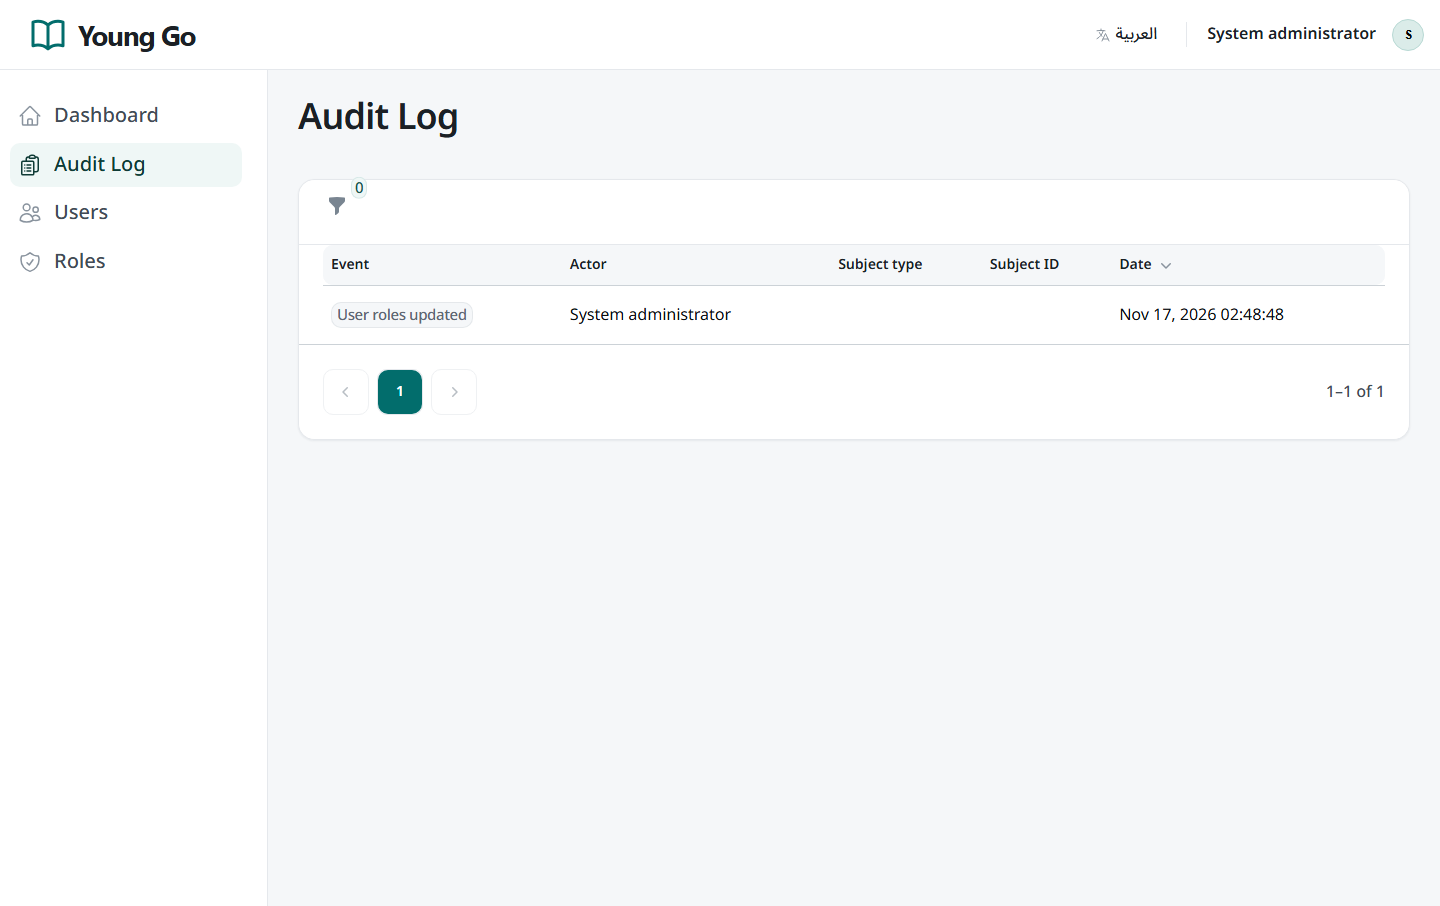 Young Go
العربية
System administrator
S
Dashboard
Audit Log
Users
Roles
Audit Log
0
Event Actor Subject type Subject ID Date
User roles updated System administrator Nov 17, 2026 02:48:48
1
1–1 of 1